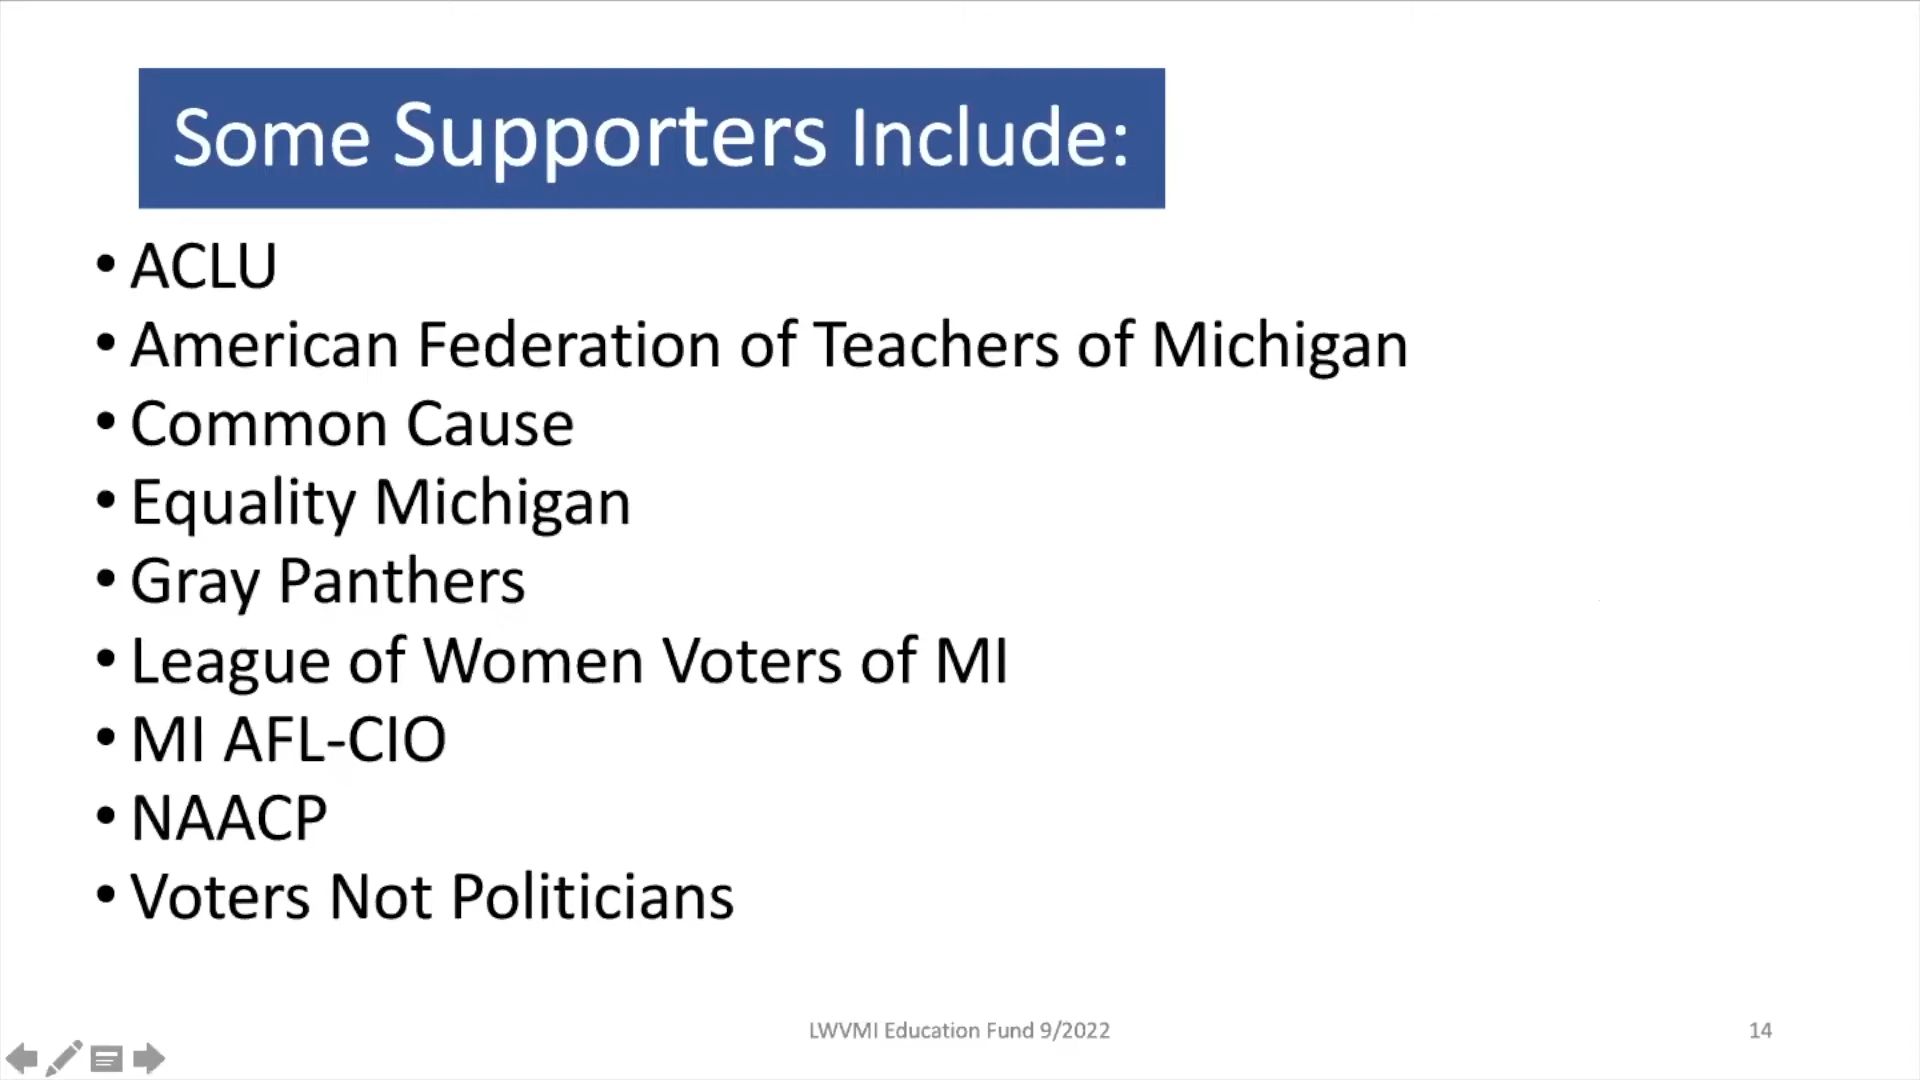 Some Supporters Include:
• ACLU
• American Federation of Teachers of Michigan
• Common Cause
• Equality Michigan
• Gray Panthers
• League of Women Voters of MI
• MI AFL-CIO
• NAACP
• Voters Not Politicians
LWVMI Education Fund 9/2022
14